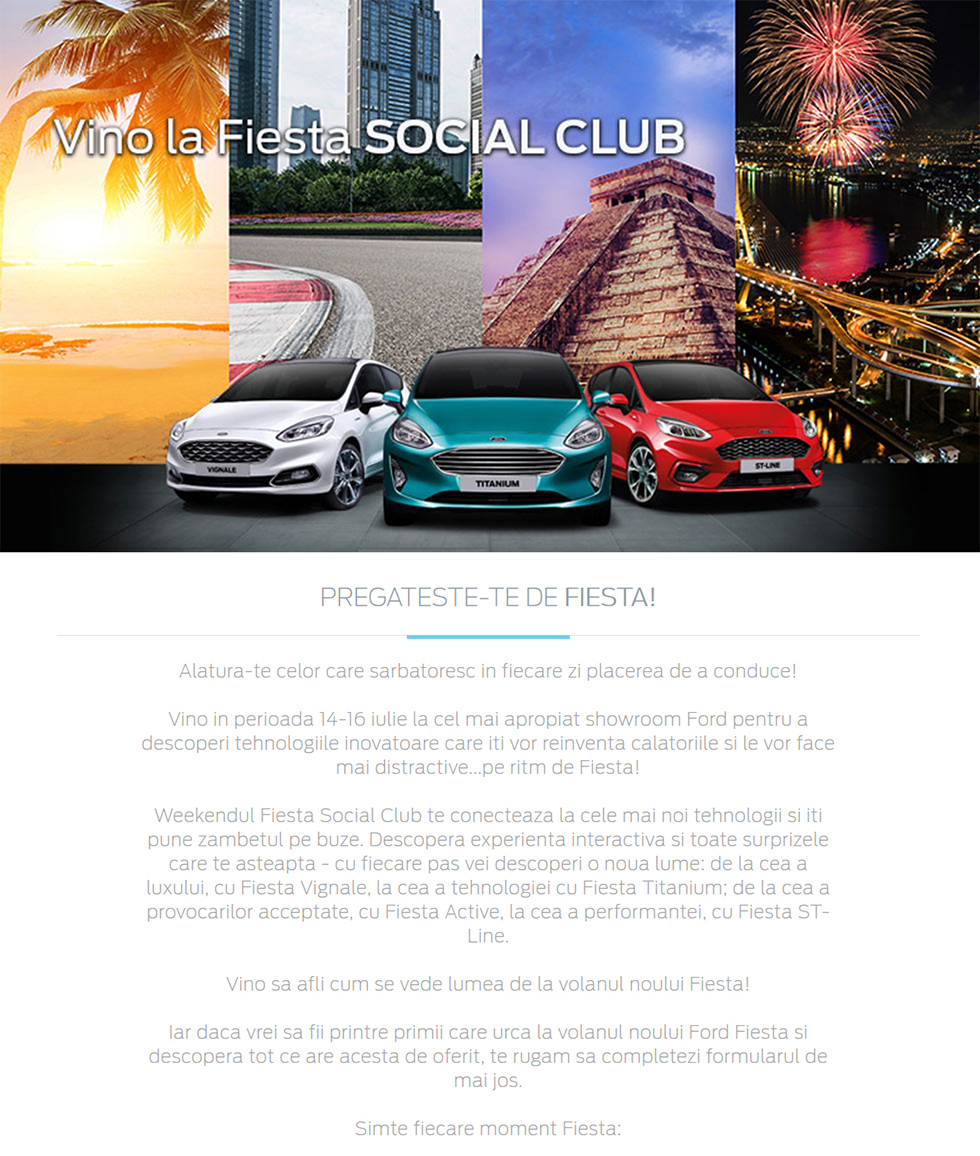 Vino la Fiesta SOCIAL CLUB
VIGNALE
TITANIUM
ST-LINE
PREGATESTE-TE DE FIESTA!
Alatura-te celor care sarbatoresc in fiecare zi placerea de a conduce!
Vino in perioada 14-16 iulie la cel mai apropiat showroom Ford pentru a
descoperi tehnologiile inovatoare care iti vor reinventa calatoriile si le vor face
mai distractive...pe ritm de Fiesta!
Weekendul Fiesta Social Club te conecteaza la cele mai noi tehnologii si iti
pune zambetul pe buze. Descopera experienta interactiva si toate surprizele
care te asteapta - cu fiecare pas vei descoperi o noua lume: de la cea a
luxului, cu Fiesta Vignale, la cea a tehnologiei cu Fiesta Titanium; de la cea a
provocarilor acceptate, cu Fiesta Active, la cea a performantei, cu Fiesta ST-
Line.
Vino sa afli cum se vede lumea de la volanul noului Fiesta!
Iar daca vrei sa fii printre primii care urca la volanul noului Ford Fiesta si
descopera tot ce are acesta de oferit, te rugam sa completezi formularul de
mai jos.
Simte fiecare moment Fiesta: